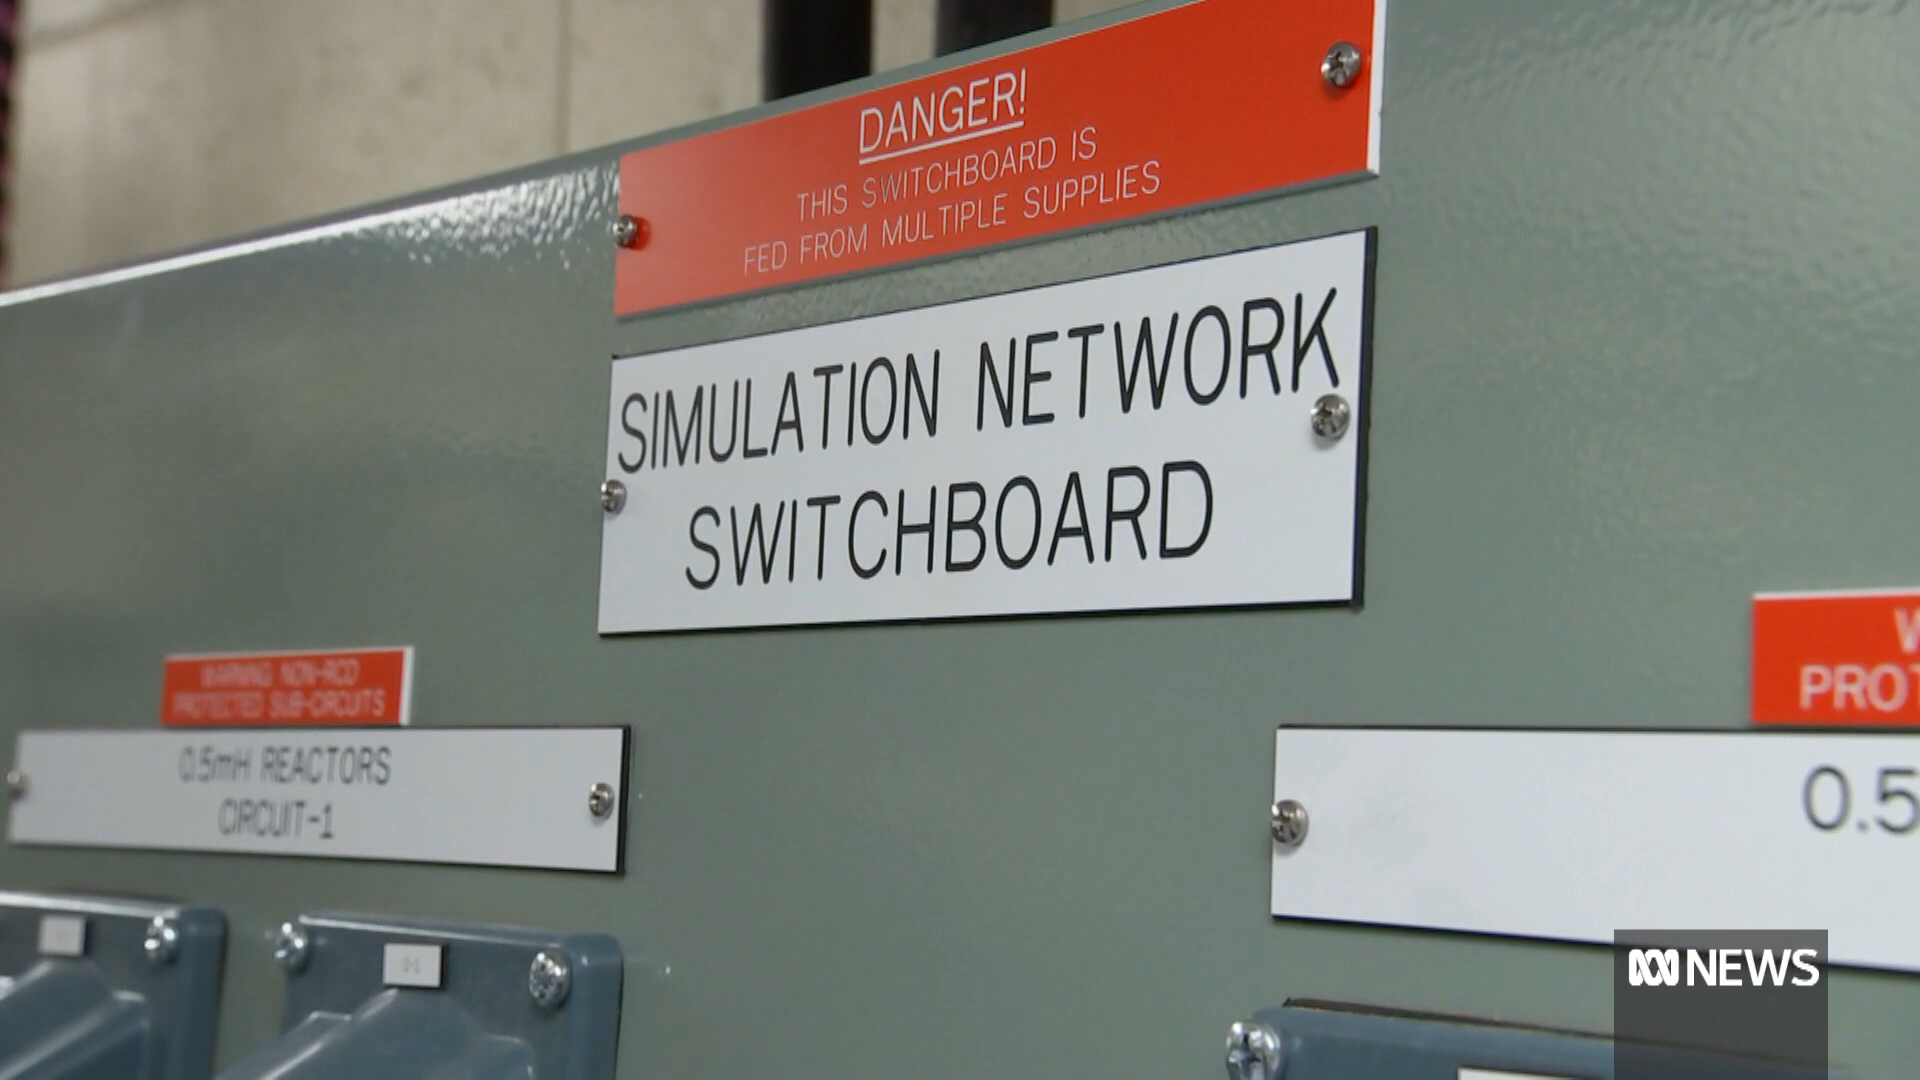 DANGER!
THIS SWITCHBOARD IS
FED FROM MULTIPLE SUPPLIES
SIMULATION NETWORK
SWITCHBOARD
WARNING NON-RCD
PROTECTED SUB-CIRCUITS
0.5mH REACTORS
CIRCUIT-1
0.5
NEWS